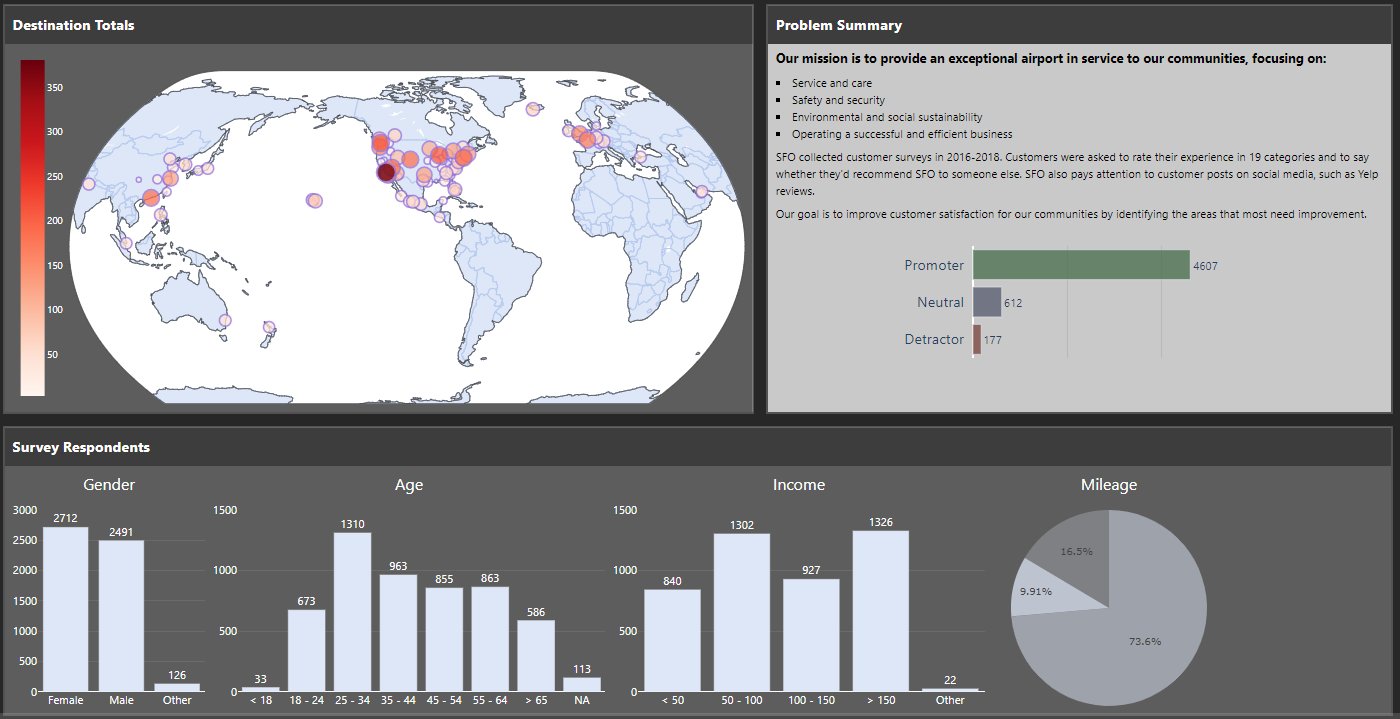 Destination Totals
350
300
250
200
150
100
50
Problem Summary
Our mission is to provide an exceptional airport in service to our communities, focusing on:
Service and care
Safety and security
Environmental and social sustainability
Operating a successful and efficient business
SFO collected customer surveys in 2016-2018. Customers were asked to rate their experience in 19 categories and to say
whether they'd recommend SFO to someone else. SFO also pays attention to customer posts on social media, such as Yelp
reviews.
Our goal is to improve customer satisfaction for our communities by identifying the areas that most need improvement.
Promoter 4607
Neutral 612
Detractor 177
Survey Respondents
Gender
3000
2500
2000
1500
1000
500
0
2712
2491
126
Female Male Other
Age
1500
1000
500
0
33
673
1310
963
855
863
586
113
< 18 18 - 24 25 - 34 35 - 44 45 - 54 55 - 64 > 65 NA
Income
1500
1000
500
0
840
1302
927
1326
22
< 50 50 - 100 100 - 150 > 150 Other
Mileage
16.5%
9.91%
73.6%